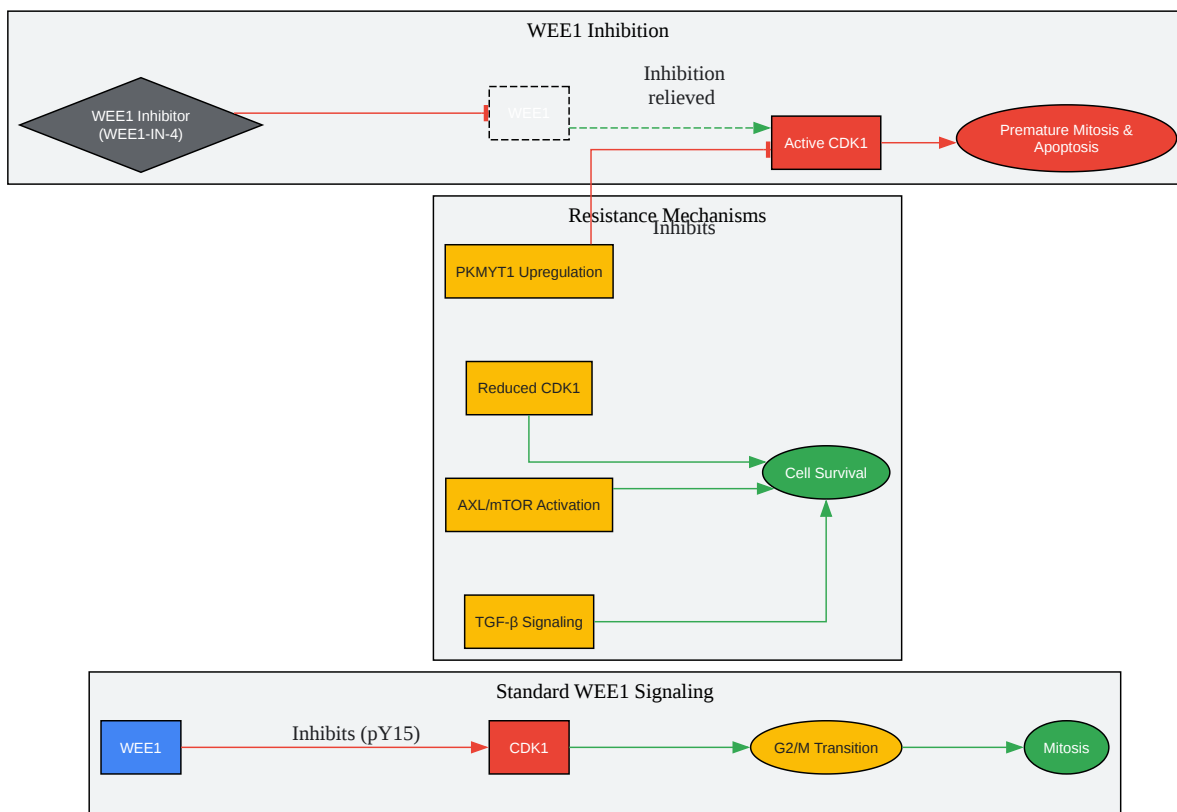 WEE1 Inhibition
Inhibition
relieved
WEE1 Inhibitor
(WEE1-IN-4)
WEE1
Active CDK1
Premature Mitosis &
Apoptosis
Resistance Mechanisms
Inhibits
PKMYT1 Upregulation
Reduced CDK1
Cell Survival
AXL/mTOR Activation
TGF-β Signaling
Standard WEE1 Signaling
WEE1
Inhibits (pY15)
CDK1
G2/M Transition
Mitosis